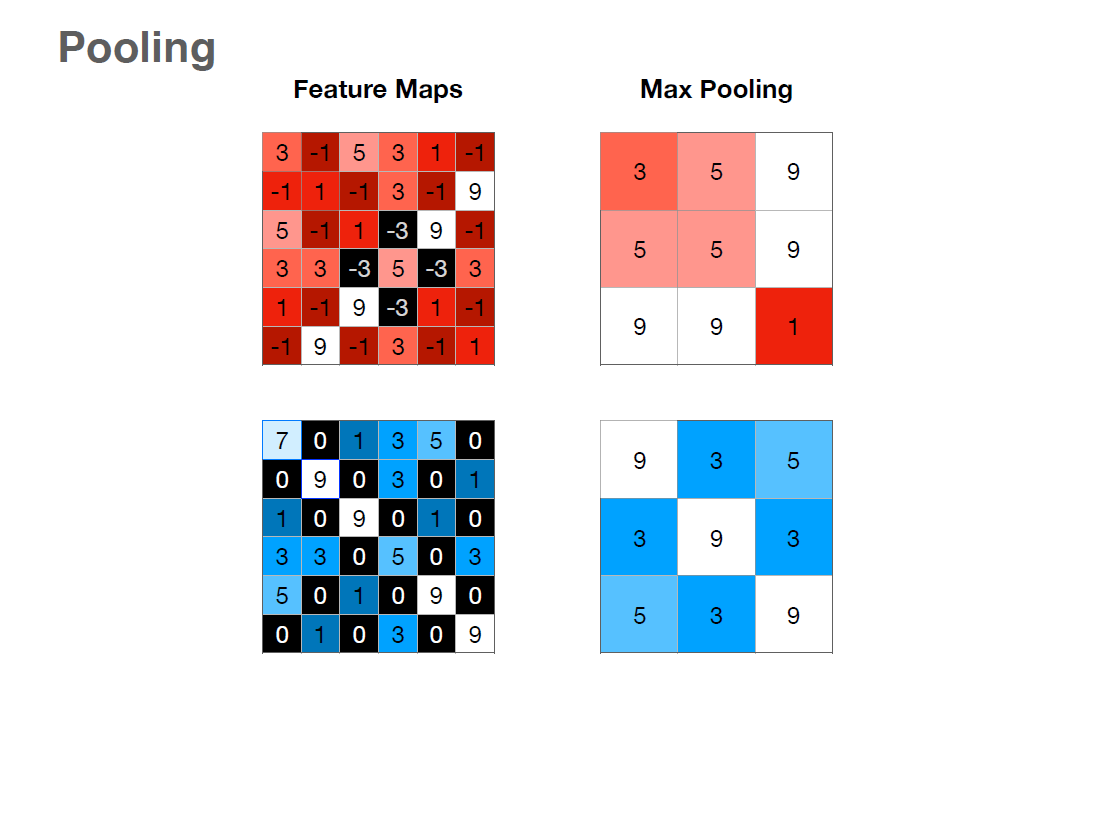 Pooling
Feature Maps Max Pooling
3 -1 5 3 1 -1
-1 1 -1 3 -1 9
5 -1 1 -3 9 -1
3 3 -3 5 -3 3
1 -1 9 -3 1 -1
-1 9 -1 3 -1 1
3 5 9
5 5 9
9 9 1
7 0 1 3 5 0
0 9 0 3 0 1
1 0 9 0 1 0
3 3 0 5 0 3
5 0 1 0 9 0
0 1 0 3 0 9
9 3 5
3 9 3
5 3 9